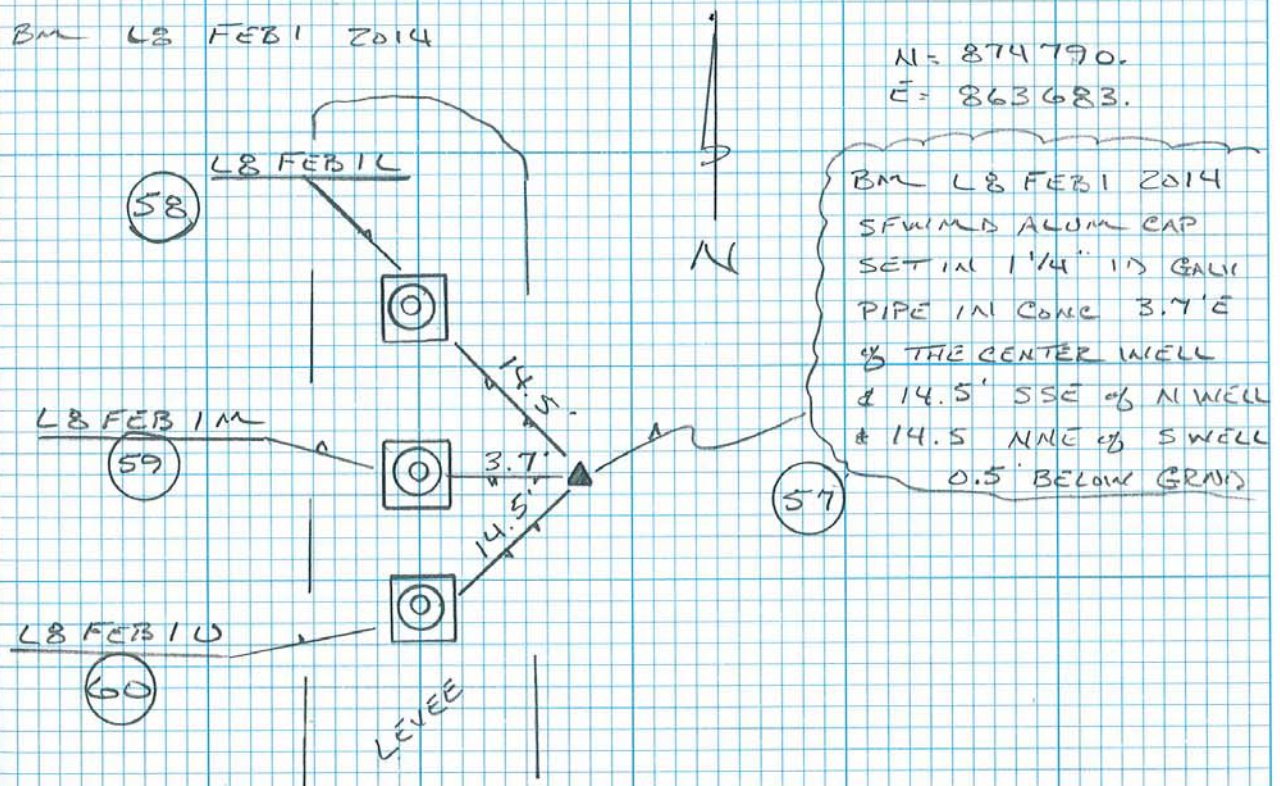 BM L8 FEB1 2014
N= 874790.
E= 863683.
L8 FEB1L
58
N
BM L8 FEB1 2014
SFWMD ALUM CAP
SET IN 1 1/4" ID GALV
PIPE IN CONC 3.7'E
of THE CENTER WELL
& 14.5' SSE of N WELL
& 14.5 NNE of S WELL
0.5' BELOW GRND
57
14.5'
L8 FEB1M
59
3.7'
14.5'
L8 FEB1U
60
LEVEE